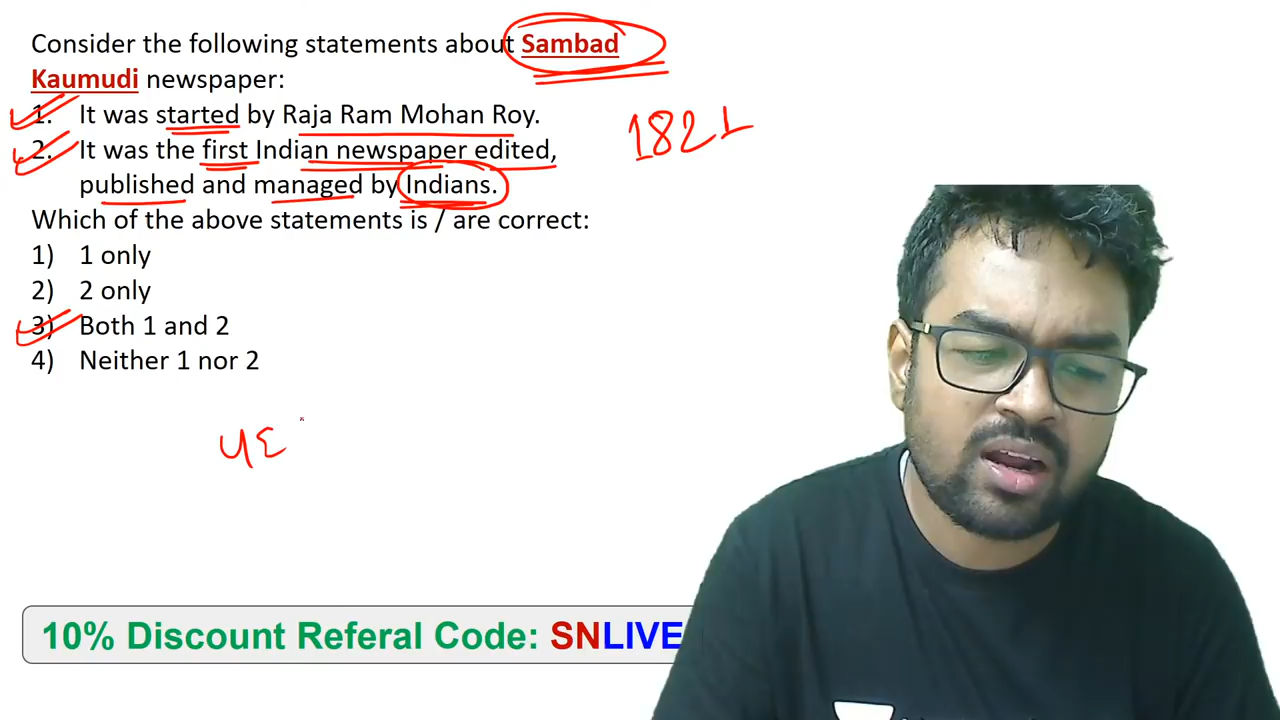 Consider the following statements about Sambad
Kaumudi newspaper:
1. It was started by Raja Ram Mohan Roy.
1821
2. It was the first Indian newspaper edited,
published and managed by Indians.
Which of the above statements is / are correct:
1) 1 only
2) 2 only
3) Both 1 and 2
4) Neither 1 nor 2
10% Discount Referal Code: SNLIVE